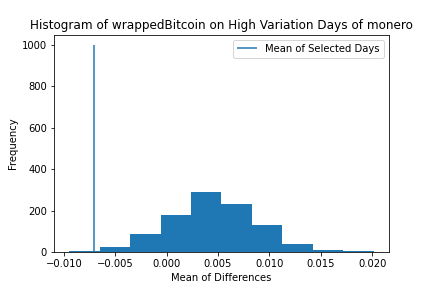 Histogram of wrappedBitcoin on High Variation Days of monero
Mean of Selected Days
1000
800
600
400
200
0
Frequency
−0.010 −0.005 0.000 0.005 0.010 0.015 0.020
Mean of Differences